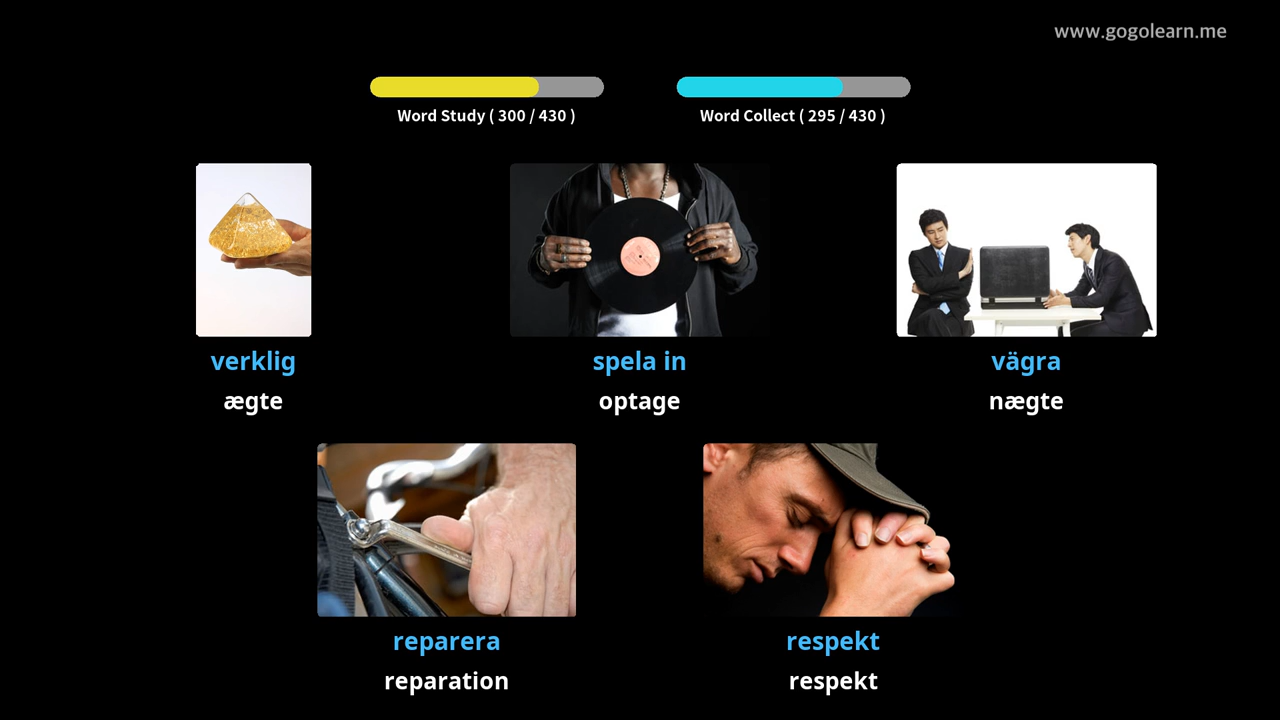 www.gogolearn.me
Word Study ( 300 / 430 )
Word Collect ( 295 / 430 )
verklig
ægte
spela in
optage
vägra
nægte
reparera
reparation
respekt
respekt